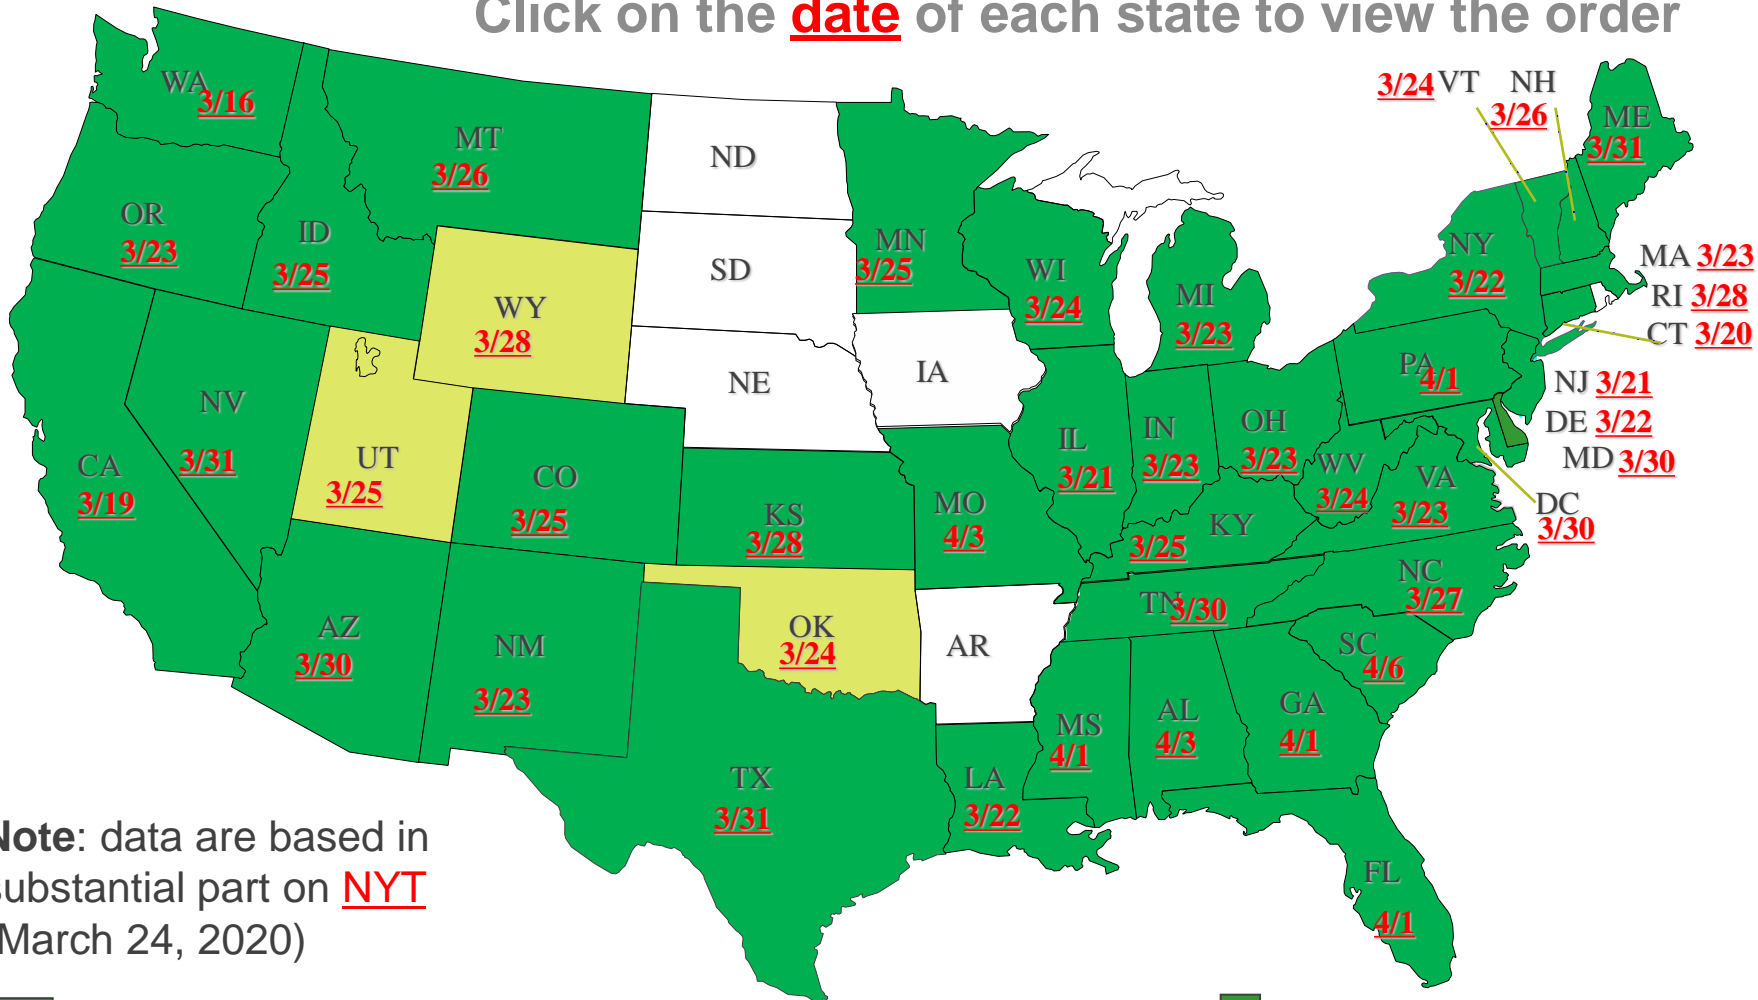 Click on the date of each state to view the order
WA
3/16
MT
3/26
ND
3/24 VT
NH
3/26
ME
3/31
OR
3/23
ID
3/25
WY
3/28
SD
MN
3/25
WI
3/24
MI
3/23
NY
3/22
MA 3/23
RI 3/28
CT 3/20
NV
3/31
UT
3/25
NE
IA
PA
4/1
NJ 3/21
DE 3/22
MD 3/30
DC
3/30
CA
3/19
CO
3/25
KS
3/28
MO
4/3
IL
3/21
IN
3/23
OH
3/23
WV
3/24
VA
3/23
KY
3/25
AZ
3/30
NM
3/23
OK
3/24
AR
TN 3/30
NC
3/27
SC
4/6
TX
3/31
LA
3/22
MS
4/1
AL
4/3
GA
4/1
FL
4/1
Note: data are based in
substantial part on NYT
(March 24, 2020)